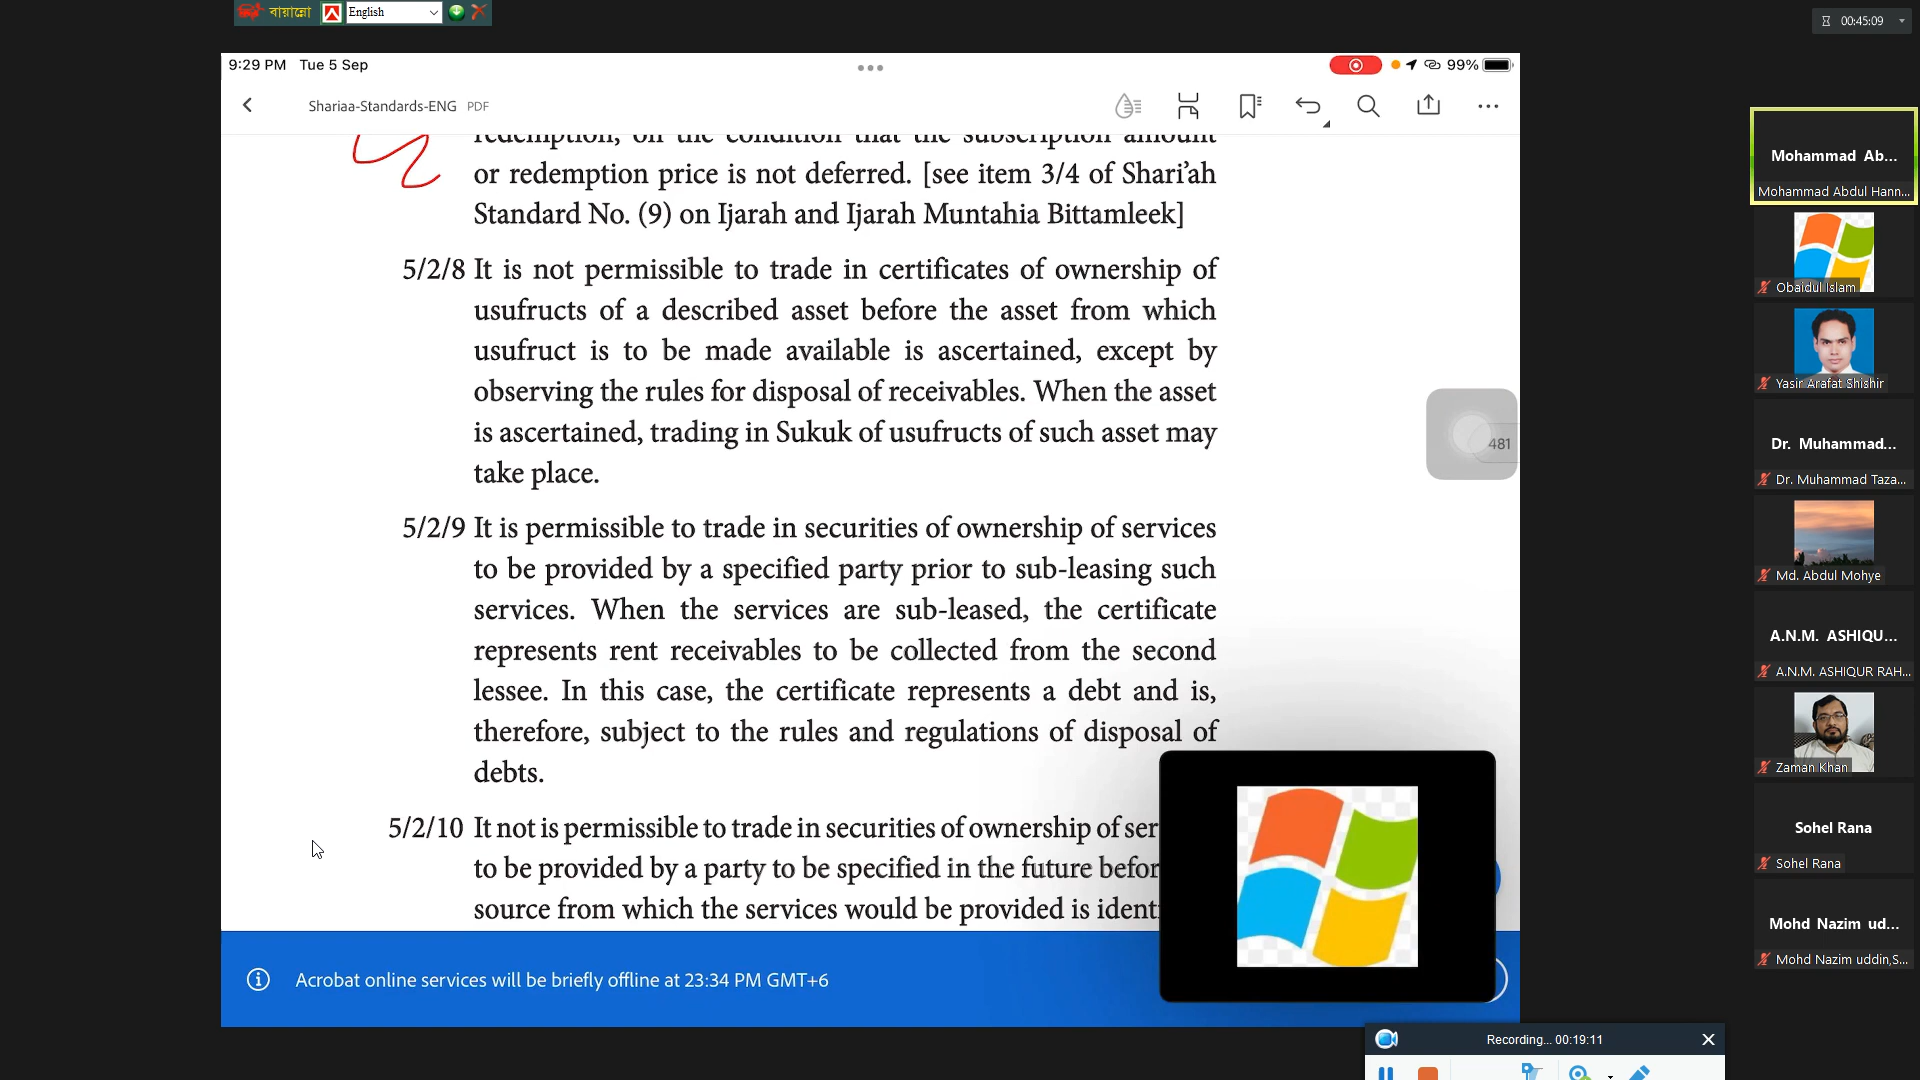 বায়ান্নো English
00:45:09
9:29 PM Tue 5 Sep
99%
Shariaa-Standards-ENG PDF
redemption, on the condition that the subscription amount
or redemption price is not deferred. [see item 3/4 of Shari’ah
Standard No. (9) on Ijarah and Ijarah Muntahia Bittamleek]
5/2/8 It is not permissible to trade in certificates of ownership of
usufructs of a described asset before the asset from which
usufruct is to be made available is ascertained, except by
observing the rules for disposal of receivables. When the asset
is ascertained, trading in Sukuk of usufructs of such asset may
take place.
481
5/2/9 It is permissible to trade in securities of ownership of services
to be provided by a specified party prior to sub-leasing such
services. When the services are sub-leased, the certificate
represents rent receivables to be collected from the second
lessee. In this case, the certificate represents a debt and is,
therefore, subject to the rules and regulations of disposal of
debts.
5/2/10 It not is permissible to trade in securities of ownership of ser
to be provided by a party to be specified in the future befor
source from which the services would be provided is identi
Acrobat online services will be briefly offline at 23:34 PM GMT+6
Mohammad Ab...
Mohammad Abdul Hann...
Obaidul Islam
Yasir Arafat Shishir
Dr. Muhammad...
Dr. Muhammad Taza...
Md. Abdul Mohye
A.N.M. ASHIQU...
A.N.M. ASHIQUR RAH...
Zaman Khan
Sohel Rana
Sohel Rana
Mohd Nazim ud...
Mohd Nazim uddin,S...
Recording... 00:19:11